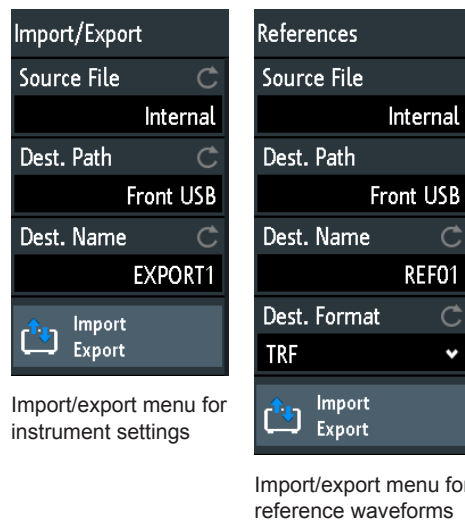 Import/Export
Source File
Internal
Dest. Path
Front USB
Dest. Name
EXPORT1
Import
Export
Import/export menu for
instrument settings
References
Source File
Internal
Dest. Path
Front USB
Dest. Name
REF01
Dest. Format
TRF
Import
Export
Import/export menu for
reference waveforms